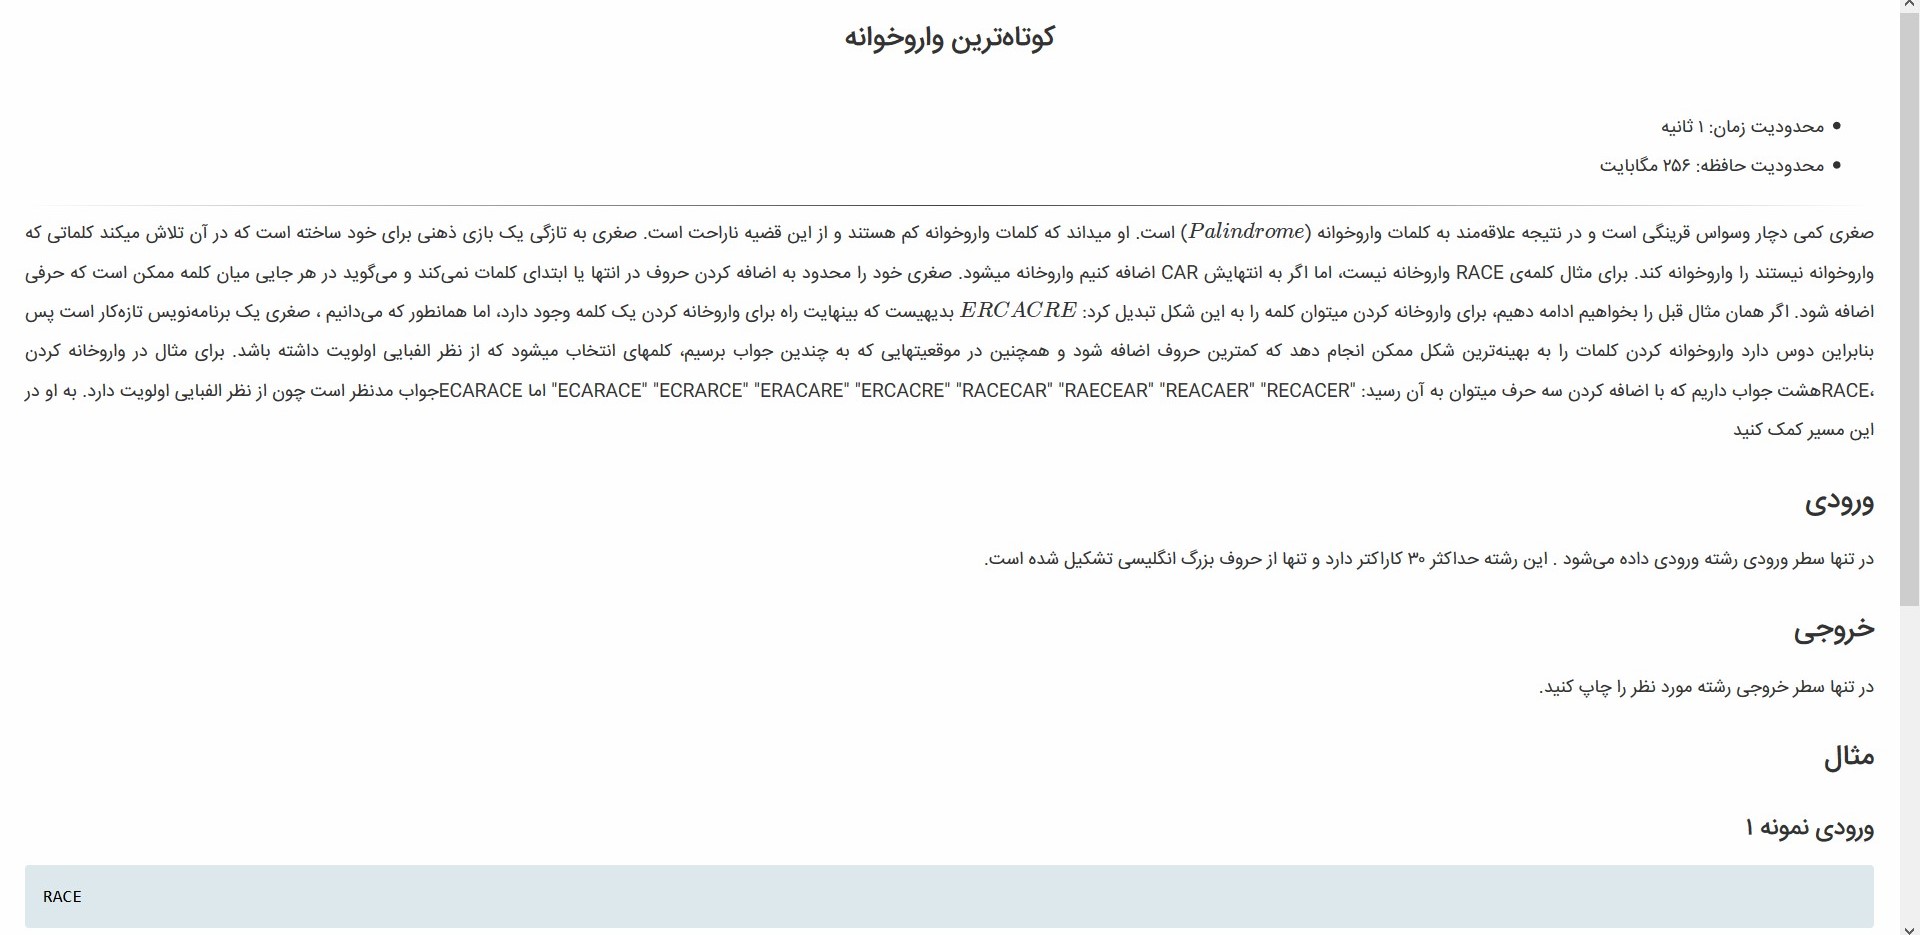 کوتاه‌ترین واروخوانه
محدودیت زمان: ۱ ثانیه
محدودیت حافظه: ۲۵۶ مگابایت
صغری کمی دچار وسواس قرینگی است و در نتیجه علاقه‌مند به کلمات واروخوانه (Palindrome) است. او میداند که کلمات واروخوانه کم هستند و از این قضیه ناراحت است. صغری به تازگی یک بازی ذهنی برای خود ساخته است که در آن تلاش میکند کلماتی که
واروخوانه نیستند را واروخوانه کند. برای مثال کلمه‌ی RACE واروخانه نیست، اما اگر به انتهایش CAR اضافه کنیم واروخانه میشود. صغری خود را محدود به اضافه کردن حروف در انتها یا ابتدای کلمات نمی‌کند و می‌گوید در هر جایی میان کلمه ممکن است که حرفی
اضافه شود. اگر همان مثال قبل را بخواهیم ادامه دهیم، برای واروخانه کردن میتوان کلمه را به این شکل تبدیل کرد: ERCACRE بدیهیست که بینهایت راه برای واروخانه کردن یک کلمه وجود دارد، اما همانطور که می‌دانیم ، صغری یک برنامه‌نویس تازه‌کار است پس
بنابراین دوس دارد واروخوانه کردن کلمات را به بهینه‌ترین شکل ممکن انجام دهد که کمترین حروف اضافه شود و همچنین در موقعیتهایی که به چندین جواب برسیم، کلمهای انتخاب میشود که از نظر الفبایی اولویت داشته باشد. برای مثال در واروخانه کردن
RACE،هشت جواب داریم که با اضافه کردن سه حرف میتوان به آن رسید: "ECARACE" "ECRARCE" "ERACARE" "ERCACRE" "RACECAR" "RAECEAR" "REACAER" "RECACER" اما ECARACEجواب مدنظر است چون از نظر الفبایی اولویت دارد. به او در
این مسیر کمک کنید
ورودی
در تنها سطر ورودی رشته ورودی داده می‌شود . این رشته حداکثر ۳۰ کاراکتر دارد و تنها از حروف بزرگ انگلیسی تشکیل شده است.
خروجی
در تنها سطر خروجی رشته مورد نظر را چاپ کنید.
مثال
ورودی نمونه ۱
RACE